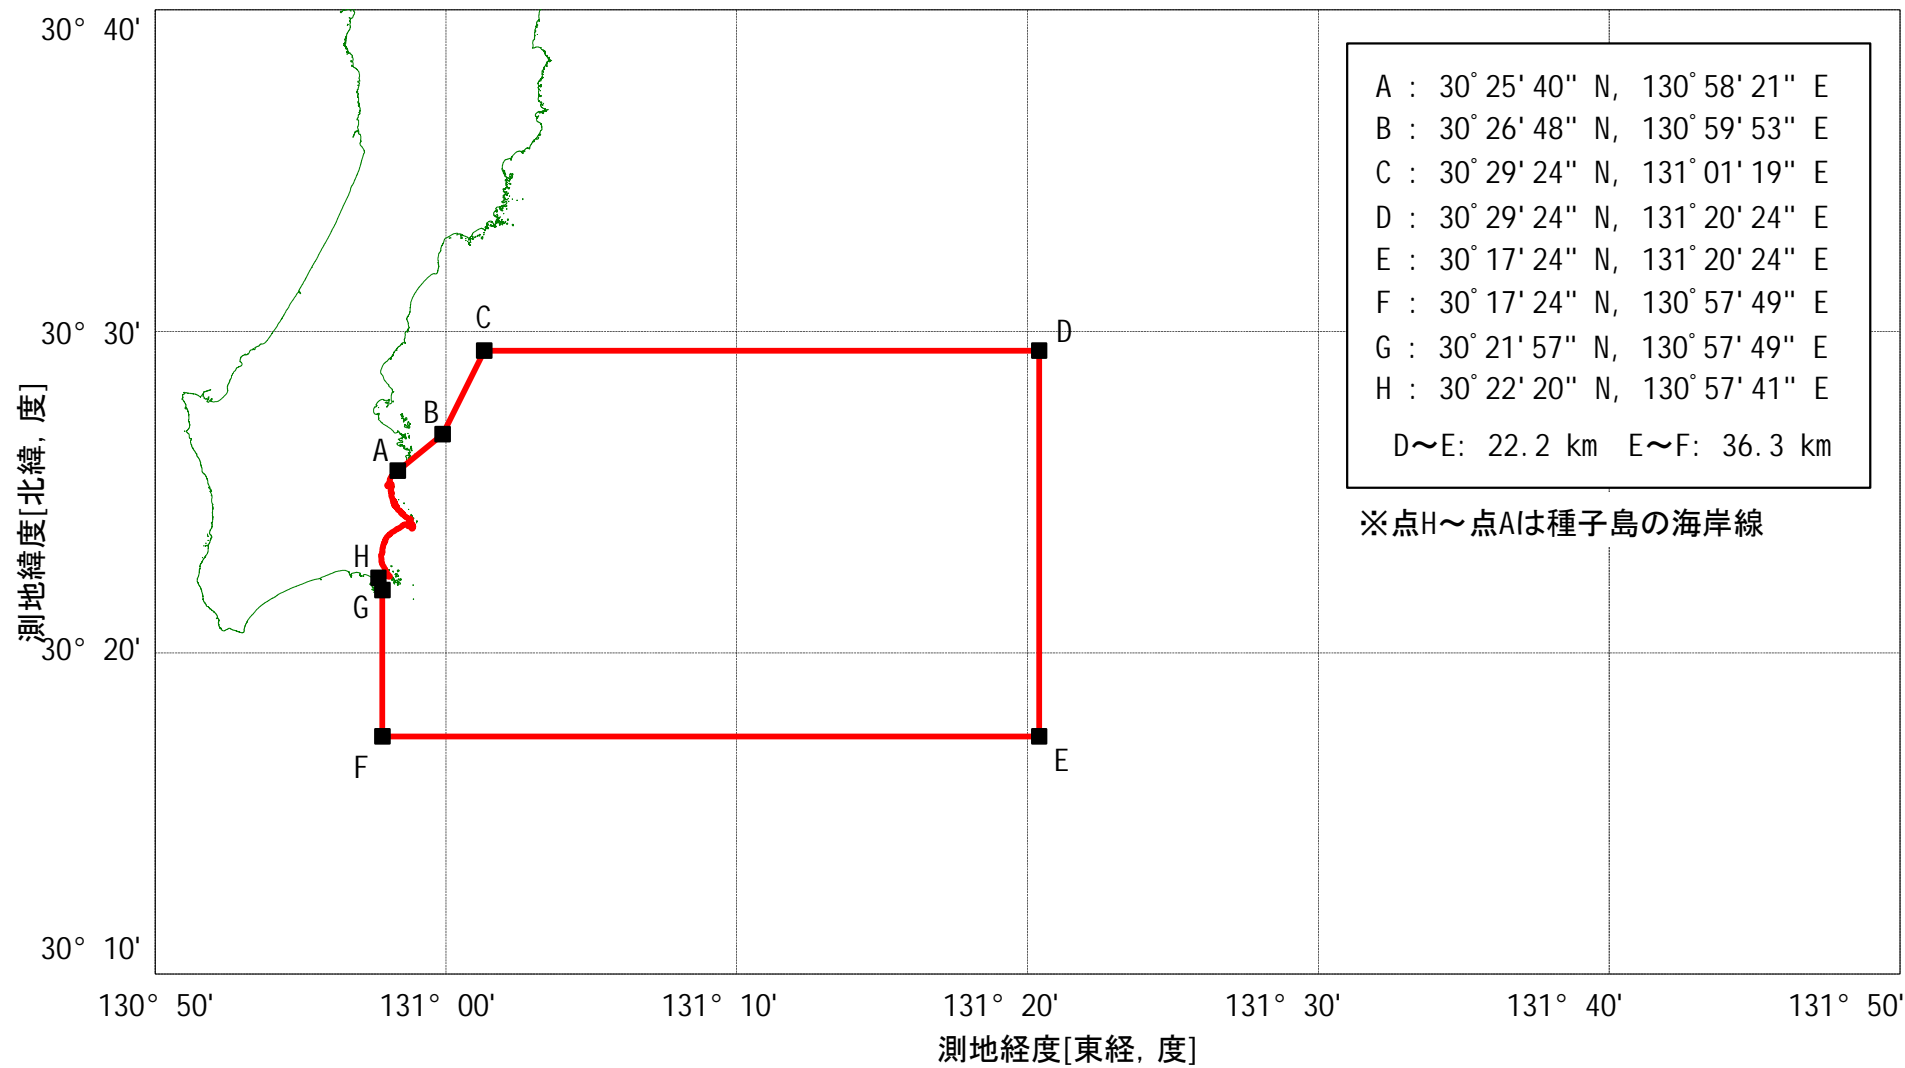 30° 40'
30° 30'
30° 20'
30° 10'
測地緯度[北緯, 度]
130° 50'
131° 00'
131° 10'
131° 20'
131° 30'
131° 40'
131° 50'
測地経度[東経, 度]
A
B
C
D
E
F
G
H
A : 30°25'40" N, 130°58'21" E
B : 30°26'48" N, 130°59'53" E
C : 30°29'24" N, 131°01'19" E
D : 30°29'24" N, 131°20'24" E
E : 30°17'24" N, 131°20'24" E
F : 30°17'24" N, 130°57'49" E
G : 30°21'57" N, 130°57'49" E
H : 30°22'20" N, 130°57'41" E
D～E: 22.2 km E～F: 36.3 km
※点H～点Aは種子島の海岸線